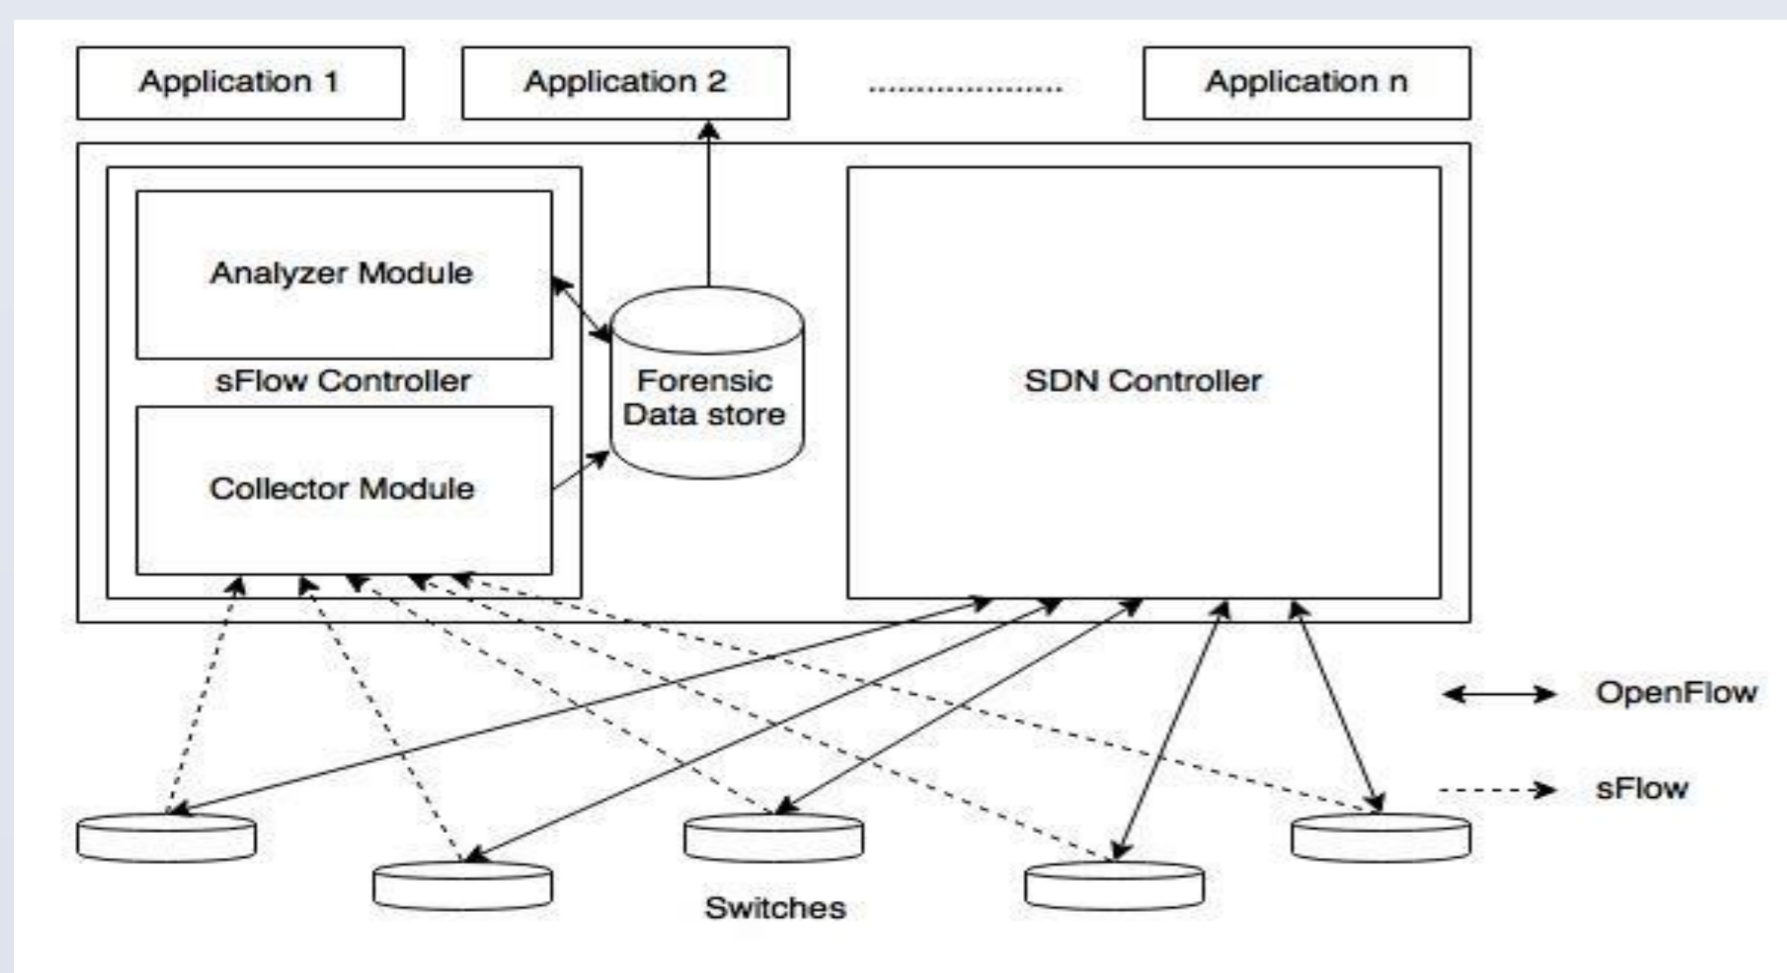 Application 1
Application 2
....................
Application n
Analyzer Module
sFlow Controller
Forensic
Data store
SDN Controller
Collector Module
OpenFlow
sFlow
Switches